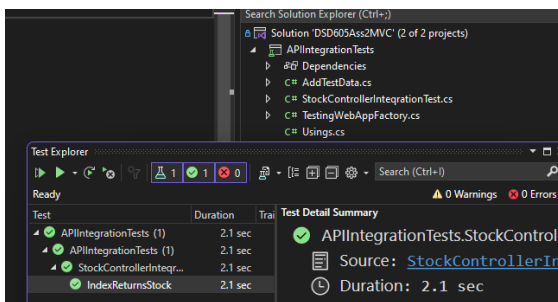 Search Solution Explorer (Ctrl+;)
Solution 'DSD605Ass2MVC' (2 of 2 projects)
APIIntegrationTests
Dependencies
C# AddTestData.cs
C# StockControllerInteqrationTest.cs
C# TestingWebAppFactory.cs
C# Usings.cs
Test Explorer
1 1 0 Search (Ctrl+I)
Ready 0 Warnings 0 Errors
Test Duration Trai Test Detail Summary
APIIntegrationTests (1) 2.1 sec APIIntegrationTests.StockControl
APIIntegrationTests (1) 2.1 sec
StockControllerInteqr... 2.1 sec Source: StockControllerIn
IndexReturnsStock 2.1 sec Duration: 2.1 sec